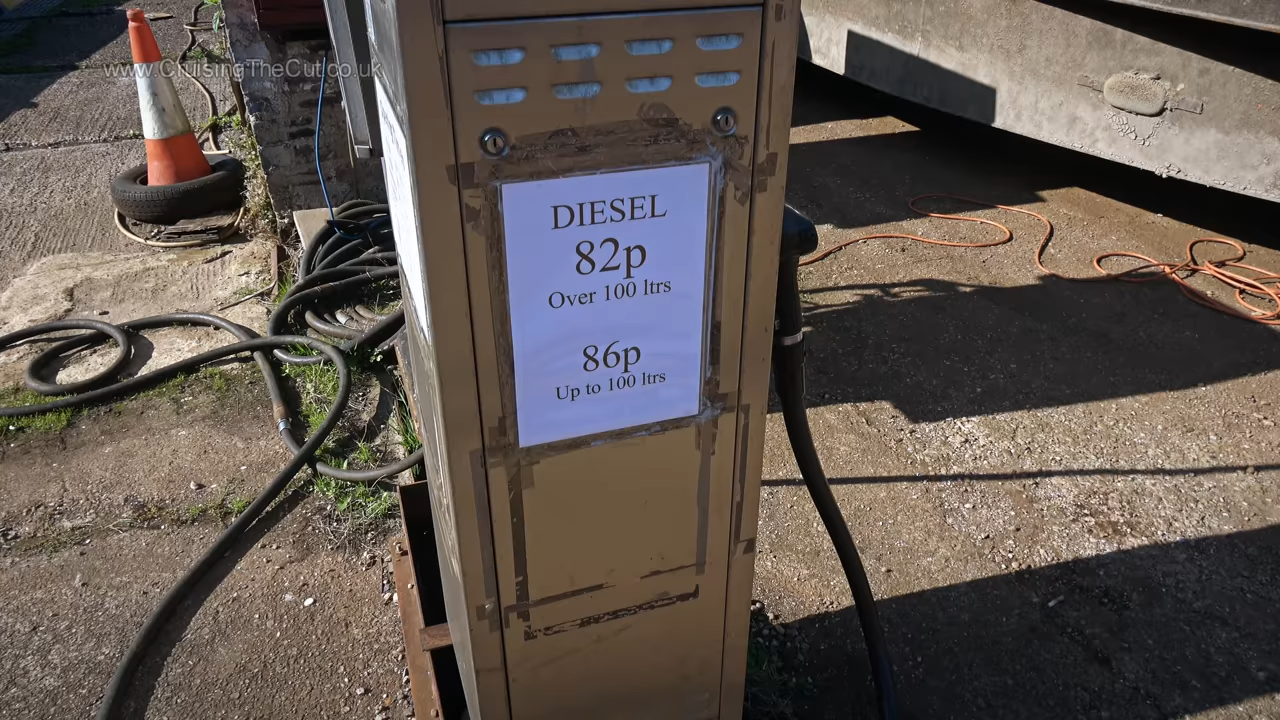 www.CruisingTheCut.co.uk
DIESEL
82p
Over 100 ltrs
86p
Up to 100 ltrs